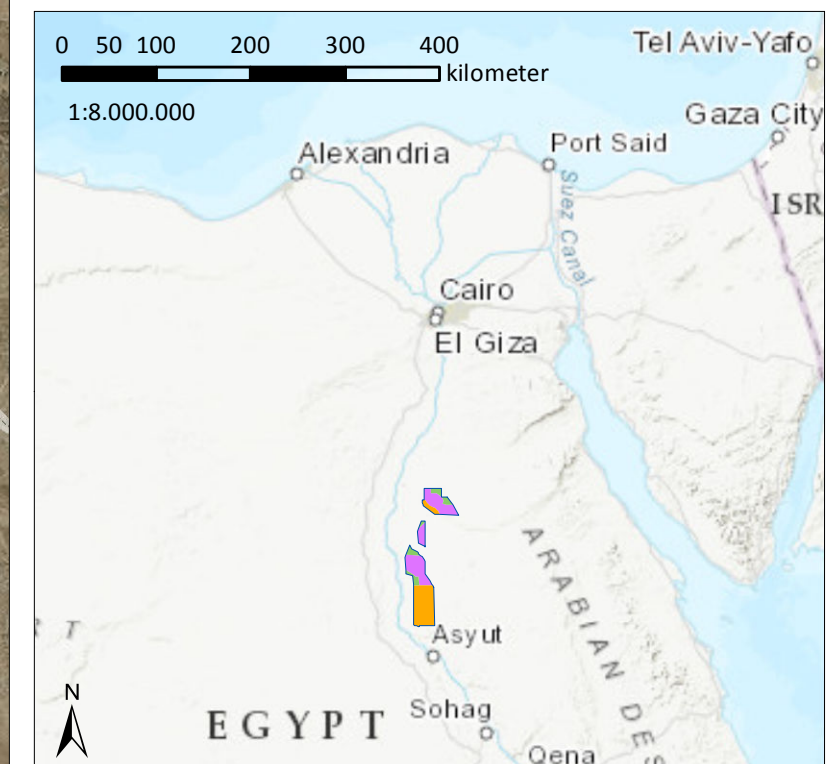 0 50 100 200 300 400
kilometer
1:8.000.000
Tel Aviv-Yafo
Gaza City
Port Said
Alexandria
ISR
Suez Canal
Cairo
El Giza
ARABIAN DES
R T
Asyut
N
Sohag
EGYPT
Qena